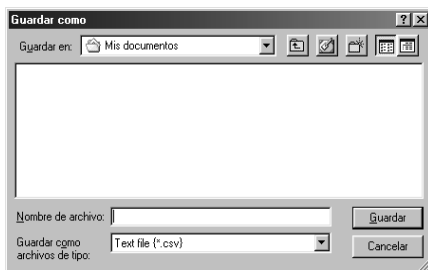 Guardar como
Guardar en: Mis documentos
Nombre de archivo:
Guardar
Guardar como archivos de tipo: Text file {*.csv}
Cancelar